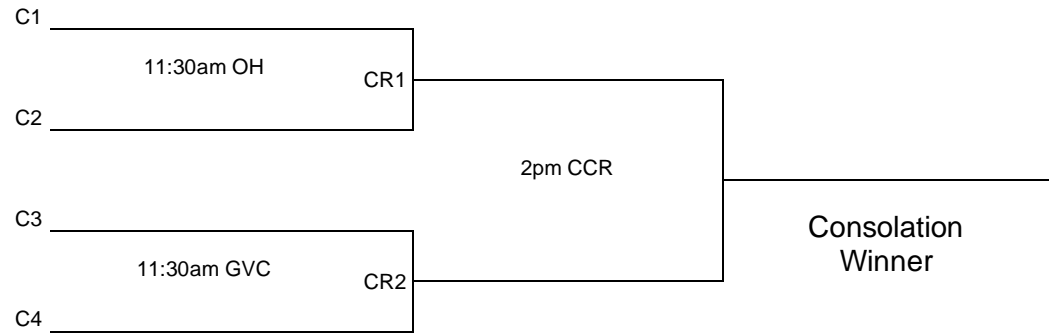 C1
11:30am OH
CR1
C2
2pm CCR
C3
Consolation
Winner
11:30am GVC
CR2
C4